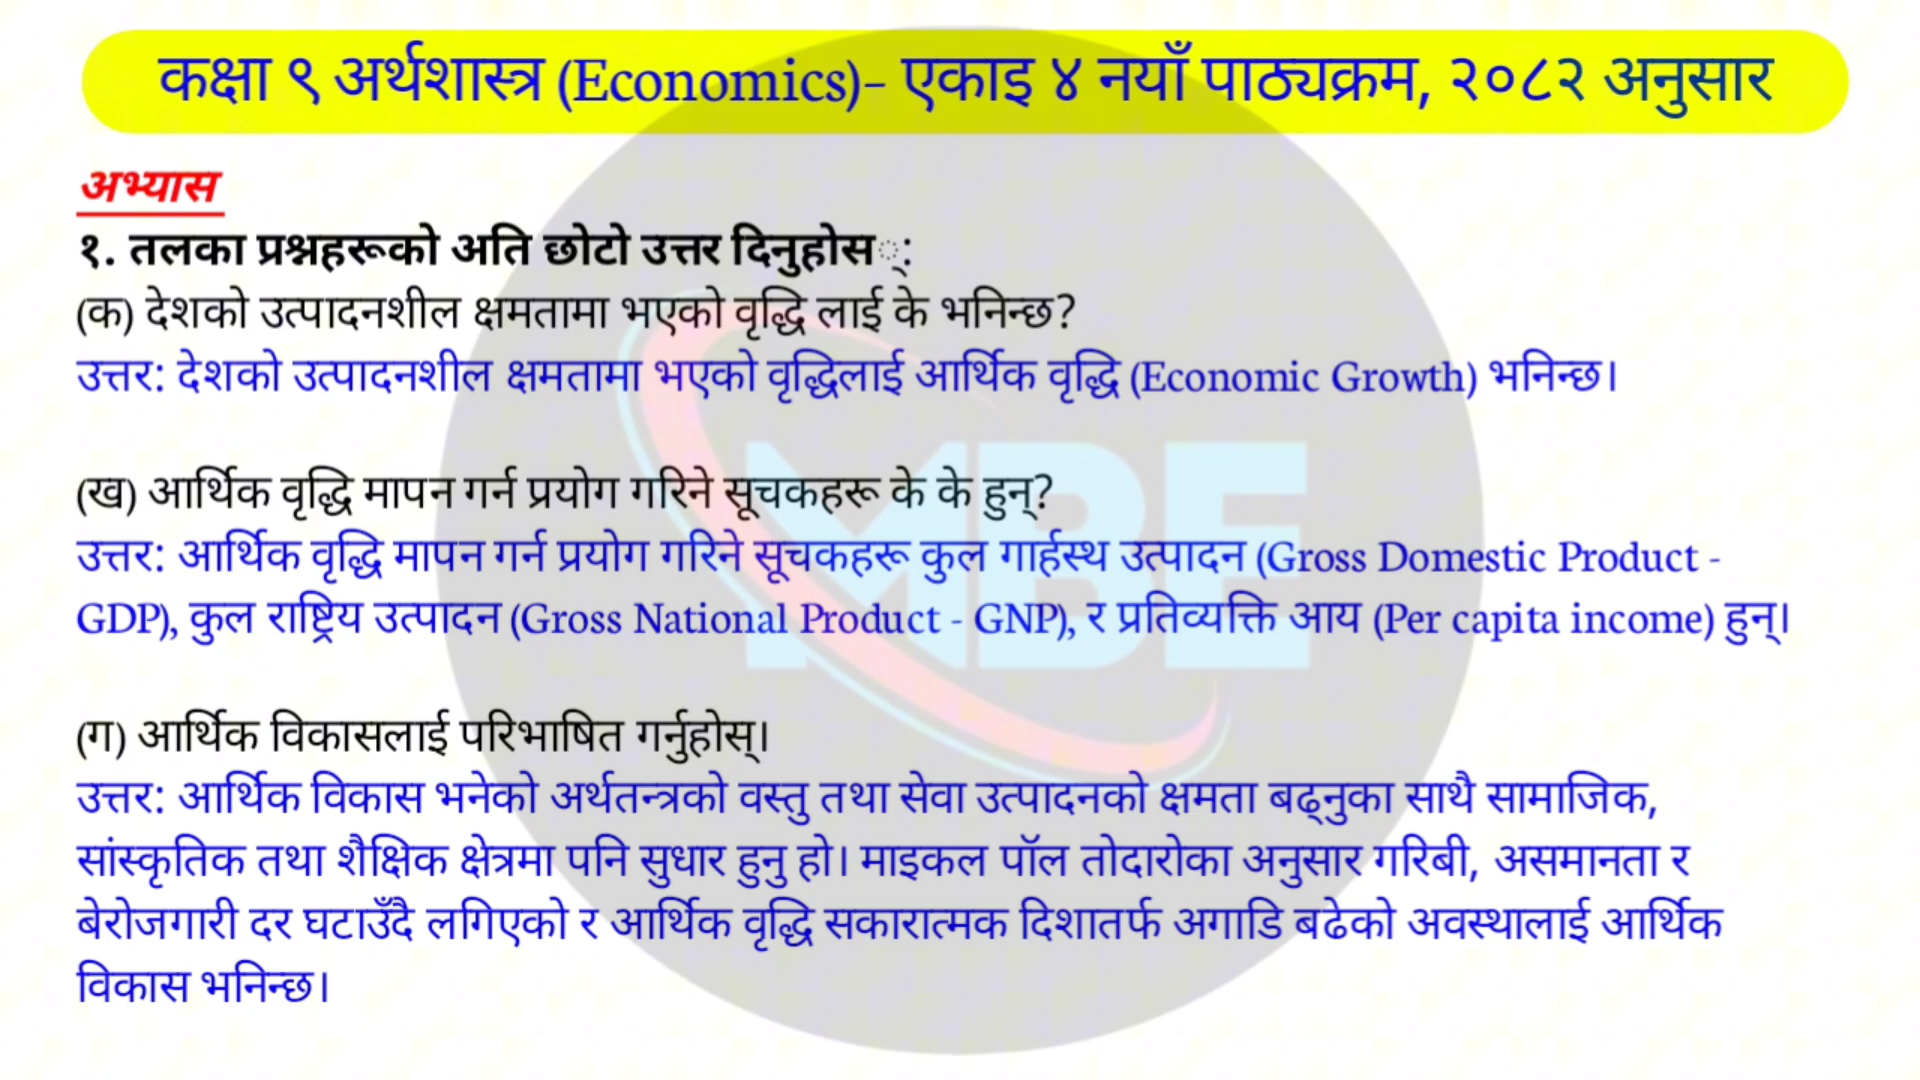 कक्षा ९ अर्थशास्त्र (Economics)- एकाइ ४ नयाँ पाठ्यक्रम, २०८२ अनुसार
अभ्यास
१. तलका प्रश्नहरूको अति छोटो उत्तर दिनुहोस ्:
(क) देशको उत्पादनशील क्षमतामा भएको वृद्धि लाई के भनिन्छ?
उत्तर: देशको उत्पादनशील क्षमतामा भएको वृद्धिलाई आर्थिक वृद्धि (Economic Growth) भनिन्छ।
(ख) आर्थिक वृद्धि मापन गर्न प्रयोग गरिने सूचकहरू के के हुन्?
उत्तर: आर्थिक वृद्धि मापन गर्न प्रयोग गरिने सूचकहरू कुल गार्हस्थ उत्पादन (Gross Domestic Product -
GDP), कुल राष्ट्रिय उत्पादन (Gross National Product - GNP), र प्रतिव्यक्ति आय (Per capita income) हुन्।
MBE
(ग) आर्थिक विकासलाई परिभाषित गर्नुहोस्।
उत्तर: आर्थिक विकास भनेको अर्थतन्त्रको वस्तु तथा सेवा उत्पादनको क्षमता बढ्नुका साथै सामाजिक,
सांस्कृतिक तथा शैक्षिक क्षेत्रमा पनि सुधार हुनु हो। माइकल पॉल तोदारोका अनुसार गरिबी, असमानता र
बेरोजगारी दर घटाउँदै लगिएको र आर्थिक वृद्धि सकारात्मक दिशातर्फ अगाडि बढेको अवस्थालाई आर्थिक
विकास भनिन्छ।